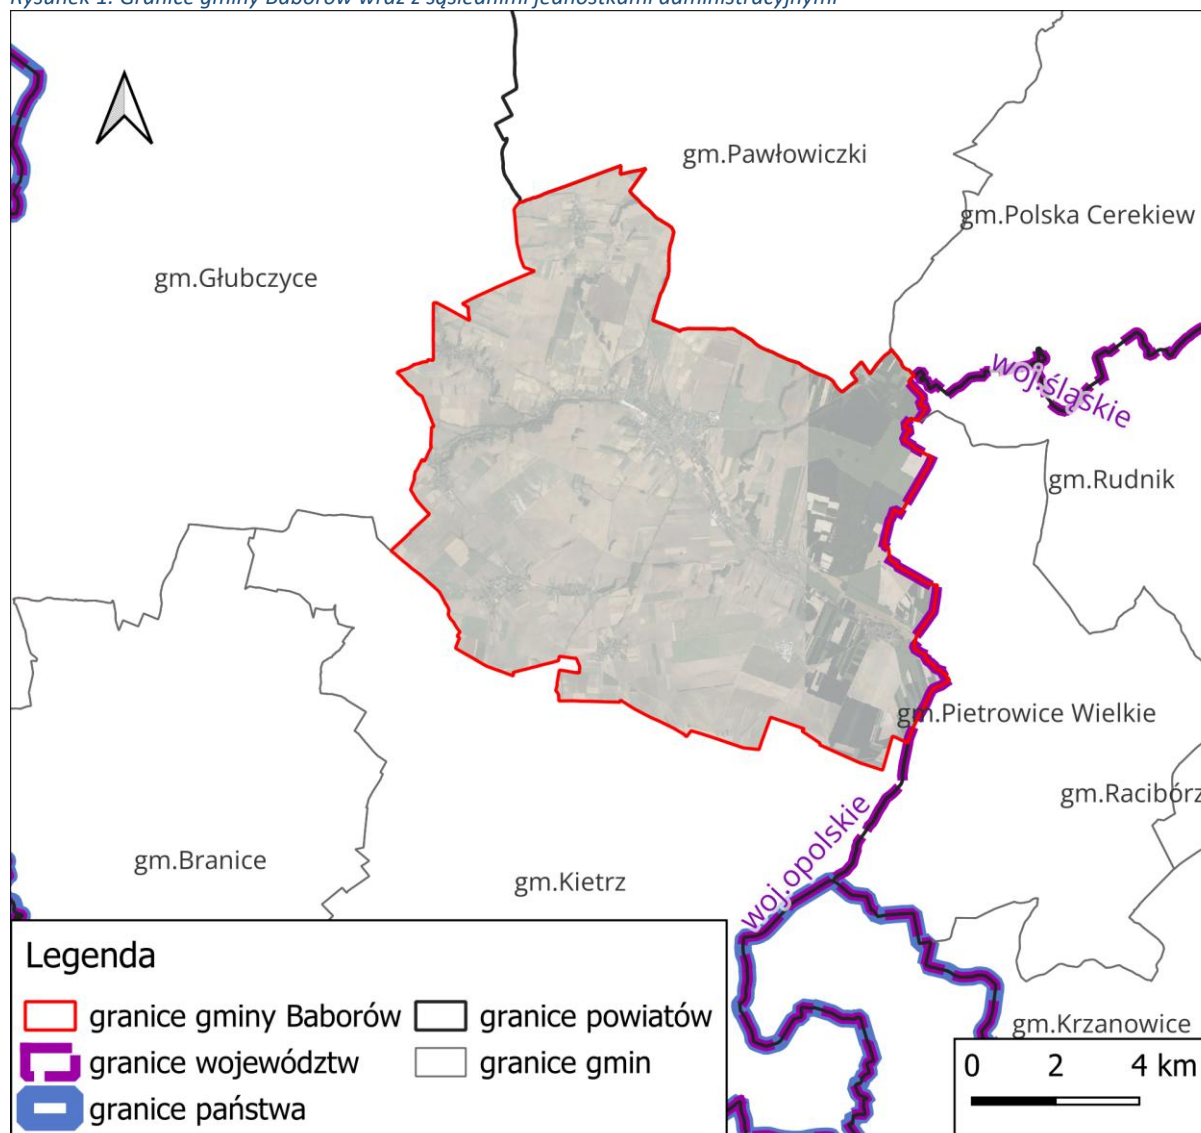 Rysunek 1. Granice gminy Baborów wraz z sąsiednimi jednostkami administracyjnymi
gm.Pawłowiczki
gm.Polska Cerekiew
gm.Głubczyce
woj.śląskie
gm.Rudnik
gm.Pietrowice Wielkie
gm.Racibórz
woj.opolskie
gm.Branice
gm.Kietrz
gm.Krzanowice
Legenda
granice gminy Baborów
granice powiatów
granice województw
granice gmin
granice państwa
0 2 4 km